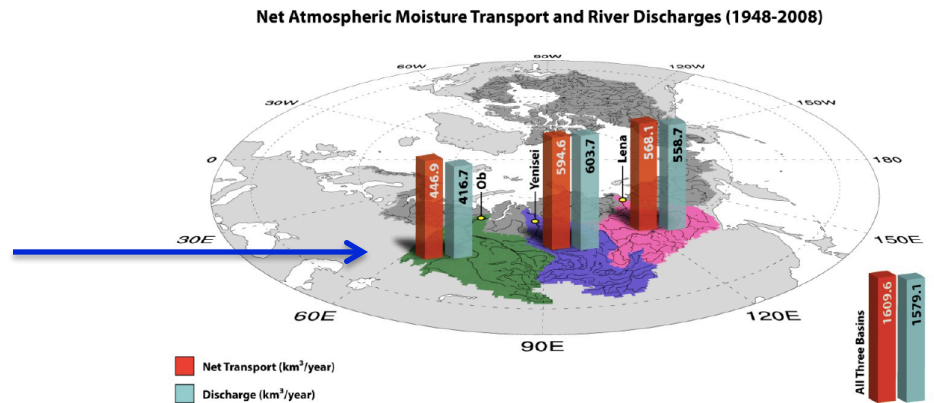 Net Atmospheric Moisture Transport and River Discharges (1948-2008)
80W
60W
120W
30W
150W
0
180
30E
150E
60E
120E
90E
446.9
416.7
Ob
Yenisei
594.6
603.7
Lena
568.1
558.7
All Three Basins
1609.6
1579.1
Net Transport (km³/year)
Discharge (km³/year)